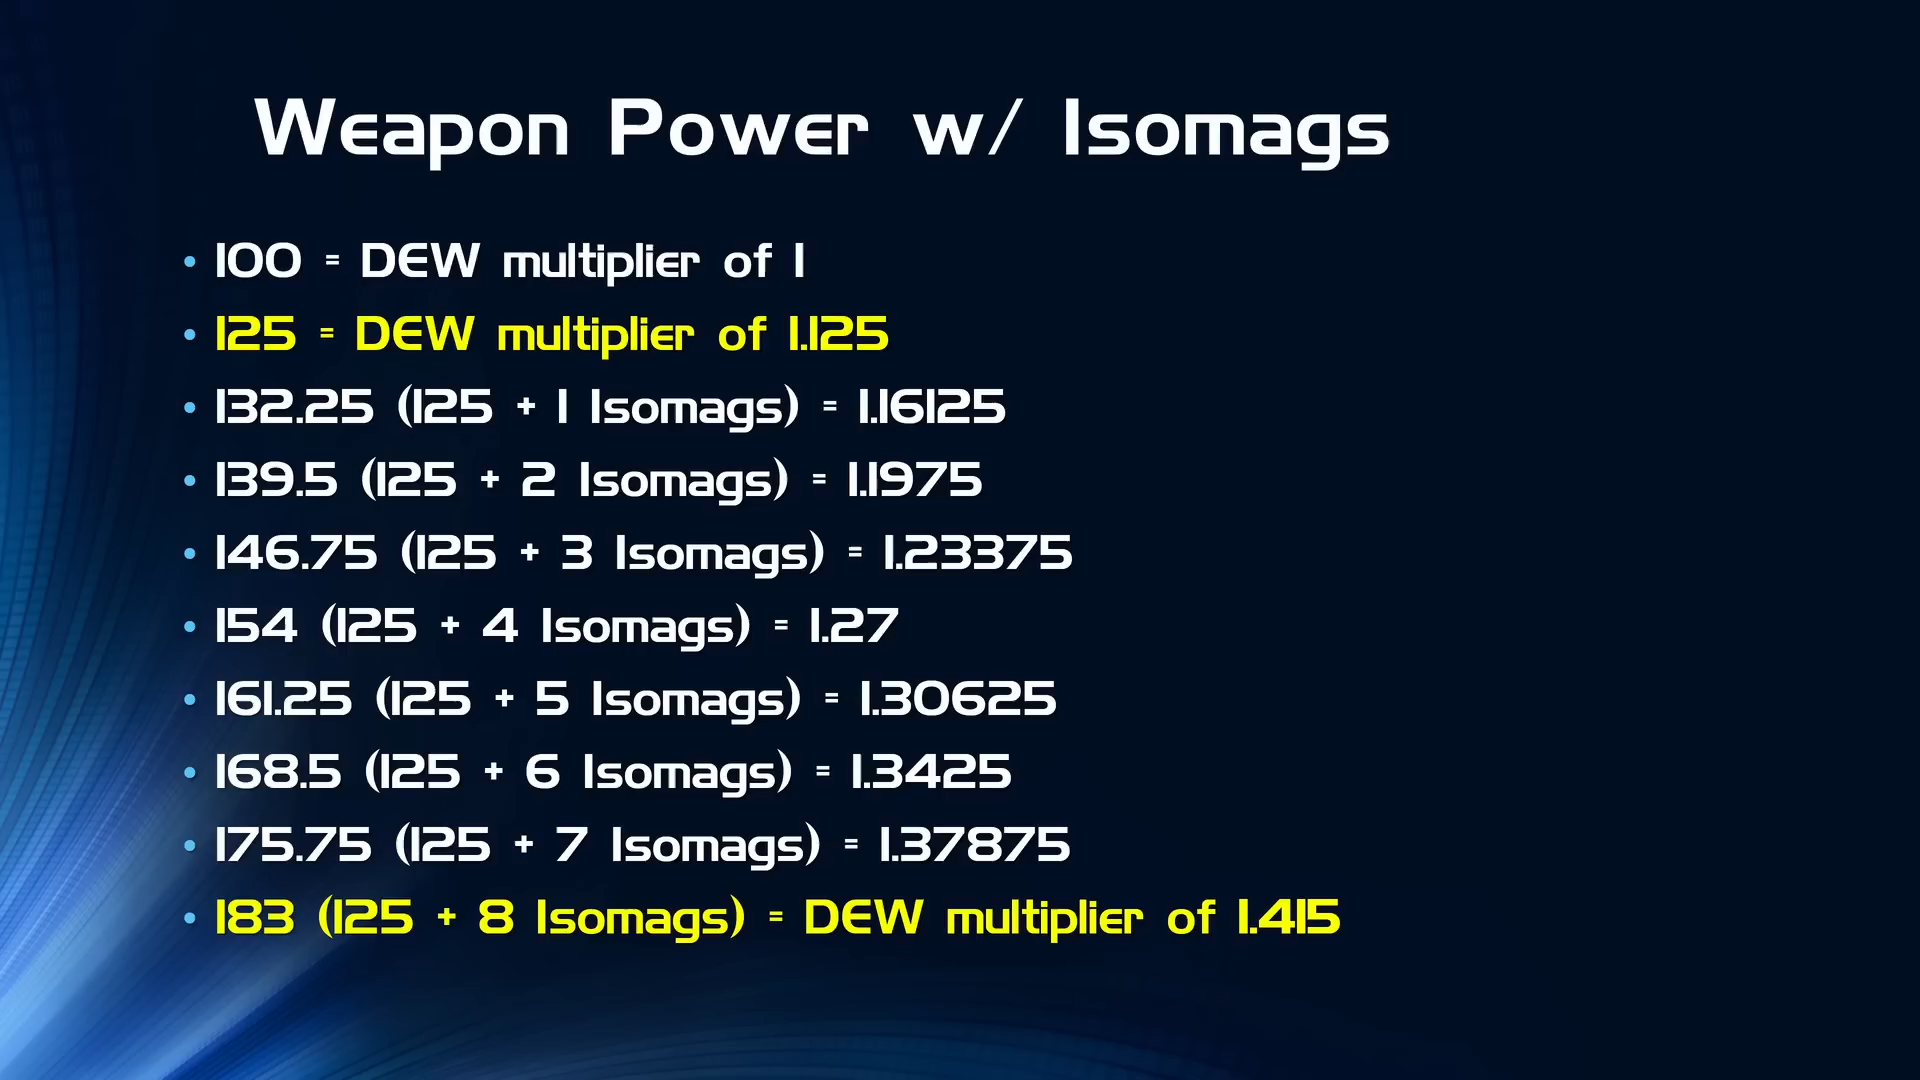 Weapon Power w/ Isomags
• 100 = DEW multiplier of 1
• 125 = DEW multiplier of 1.125
• 132.25 (125 + 1 Isomags) = 1.16125
• 139.5 (125 + 2 Isomags) = 1.1975
• 146.75 (125 + 3 Isomags) = 1.23375
• 154 (125 + 4 Isomags) = 1.27
• 161.25 (125 + 5 Isomags) = 1.30625
• 168.5 (125 + 6 Isomags) = 1.3425
• 175.75 (125 + 7 Isomags) = 1.37875
• 183 (125 + 8 Isomags) = DEW multiplier of 1.415